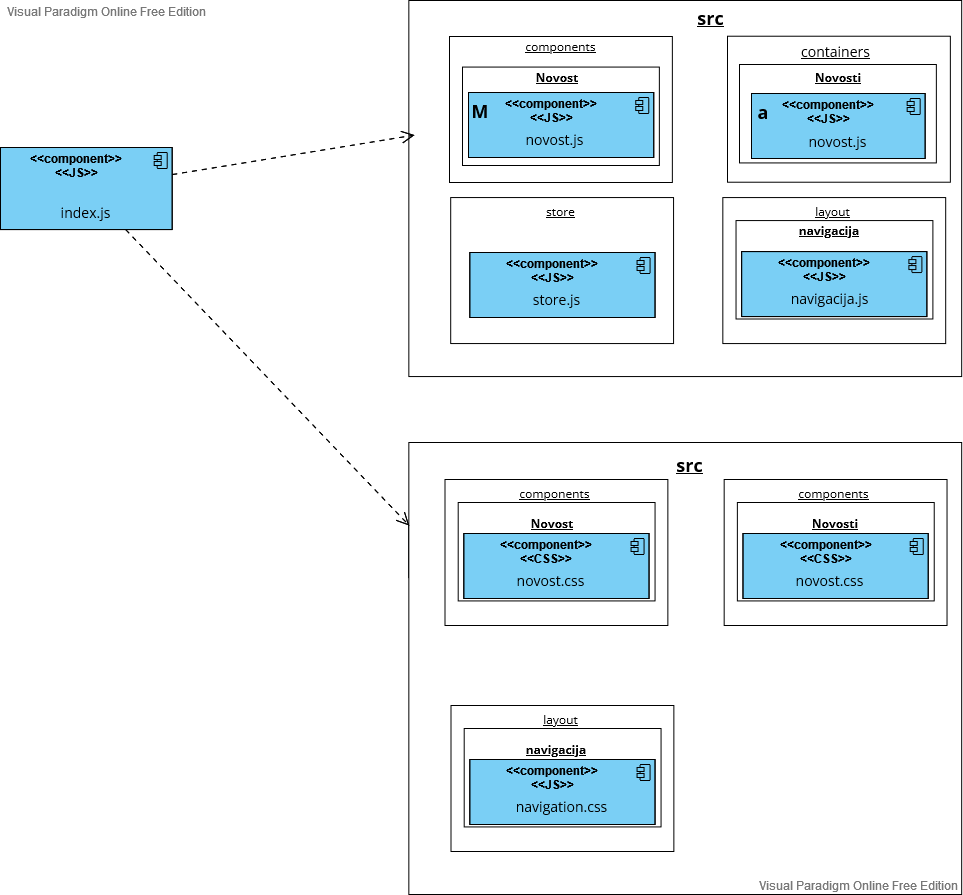 Visual Paradigm Online Free Edition
src
components
Novost
M
<<component>>
<<JS>>
novost.js
containers
Novosti
a
<<component>>
<<JS>>
novost.js
<<component>>
<<JS>>
index.js
store
<<component>>
<<JS>>
store.js
layout
navigacija
<<component>>
<<JS>>
navigacija.js
src
components
Novost
<<component>>
<<CSS>>
novost.css
components
Novosti
<<component>>
<<CSS>>
novost.css
layout
navigacija
<<component>>
<<JS>>
navigation.css
Visual Paradigm Online Free Edition